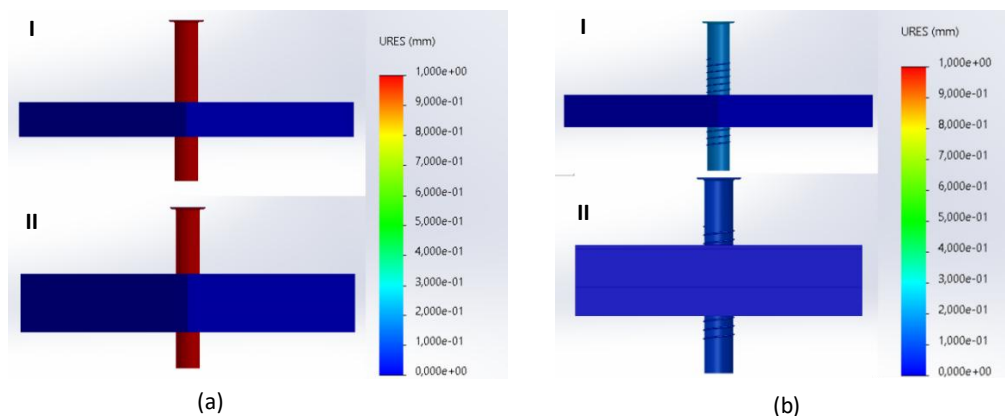 I
URES (mm)
1,000e+00
9,000e-01
8,000e-01
7,000e-01
6,000e-01
5,000e-01
4,000e-01
3,000e-01
2,000e-01
1,000e-01
0,000e+00
II
(a)
I
URES (mm)
1,000e+00
9,000e-01
8,000e-01
7,000e-01
6,000e-01
5,000e-01
4,000e-01
3,000e-01
2,000e-01
1,000e-01
0,000e+00
II
(b)